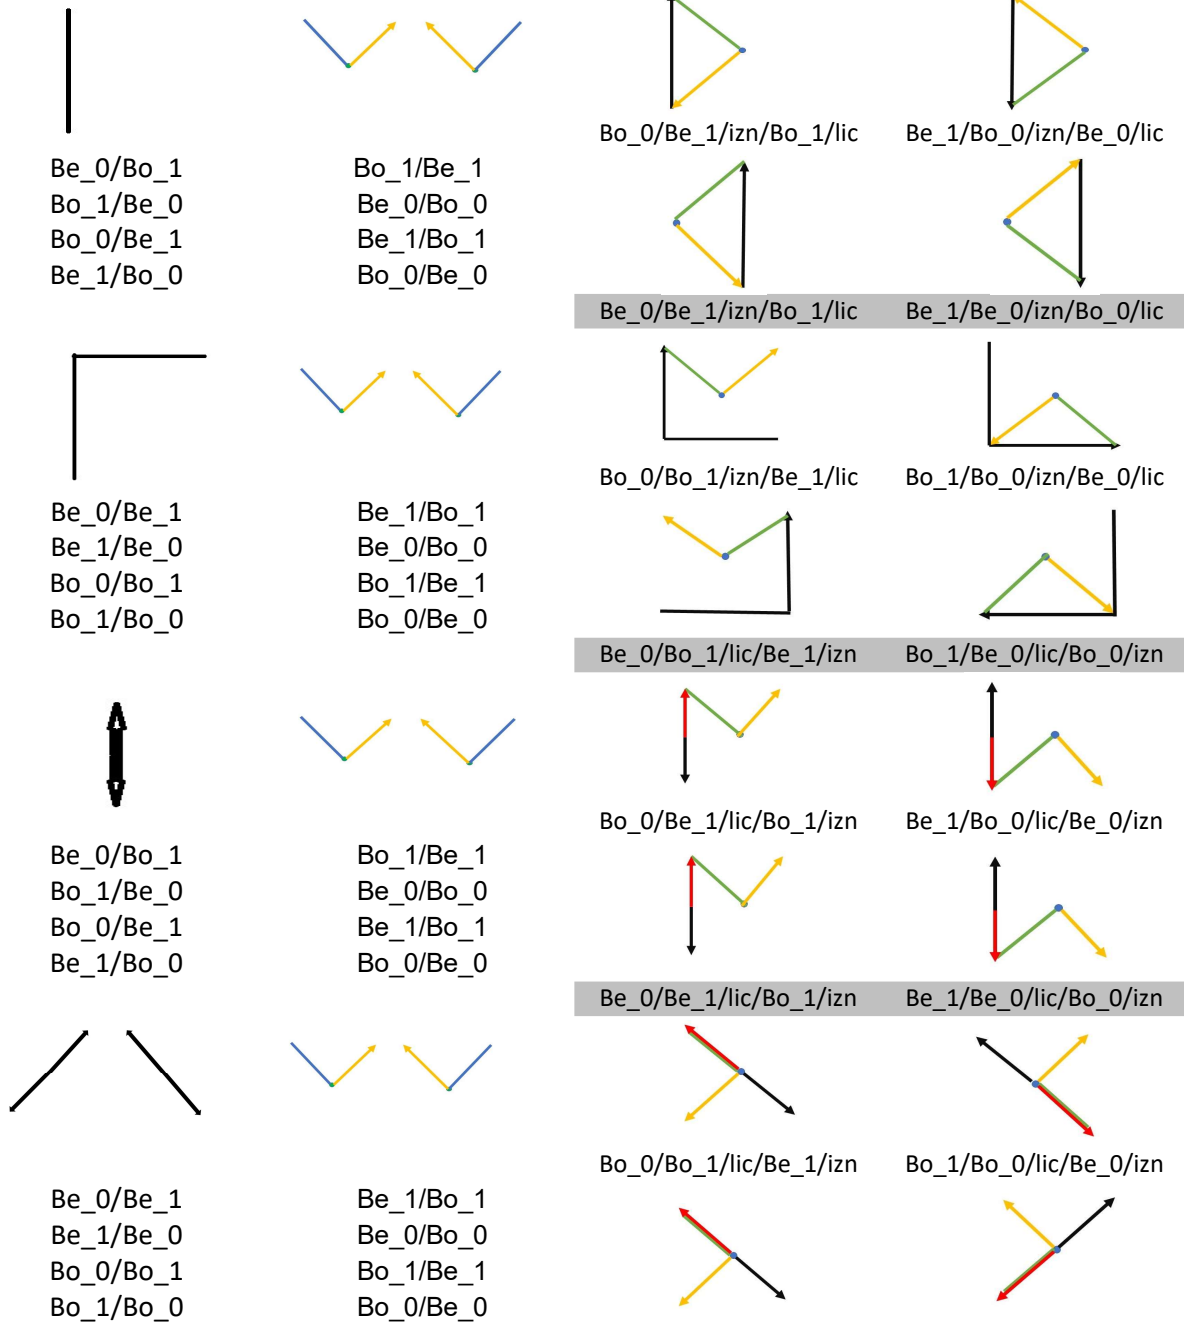 Bo_0/Be_1/izn/Bo_1/lic Be_1/Bo_0/izn/Be_0/lic
Be_0/Bo_1 Bo_1/Be_1
Bo_1/Be_0 Be_0/Bo_0
Bo_0/Be_1 Be_1/Bo_1
Be_1/Bo_0 Bo_0/Be_0
Be_0/Be_1/izn/Bo_1/lic Be_1/Be_0/izn/Bo_0/lic
Bo_0/Bo_1/izn/Be_1/lic Bo_1/Bo_0/izn/Be_0/lic
Be_0/Be_1 Be_1/Bo_1
Be_1/Be_0 Be_0/Bo_0
Bo_0/Bo_1 Bo_1/Be_1
Bo_1/Bo_0 Bo_0/Be_0
Be_0/Bo_1/lic/Be_1/izn Bo_1/Be_0/lic/Bo_0/izn
Bo_0/Be_1/lic/Bo_1/izn Be_1/Bo_0/lic/Be_0/izn
Be_0/Bo_1 Bo_1/Be_1
Bo_1/Be_0 Be_0/Bo_0
Bo_0/Be_1 Be_1/Bo_1
Be_1/Bo_0 Bo_0/Be_0
Be_0/Be_1/lic/Bo_1/izn Be_1/Be_0/lic/Bo_0/izn
Bo_0/Bo_1/lic/Be_1/izn Bo_1/Bo_0/lic/Be_0/izn
Be_0/Be_1 Be_1/Bo_1
Be_1/Be_0 Be_0/Bo_0
Bo_0/Bo_1 Bo_1/Be_1
Bo_1/Bo_0 Bo_0/Be_0